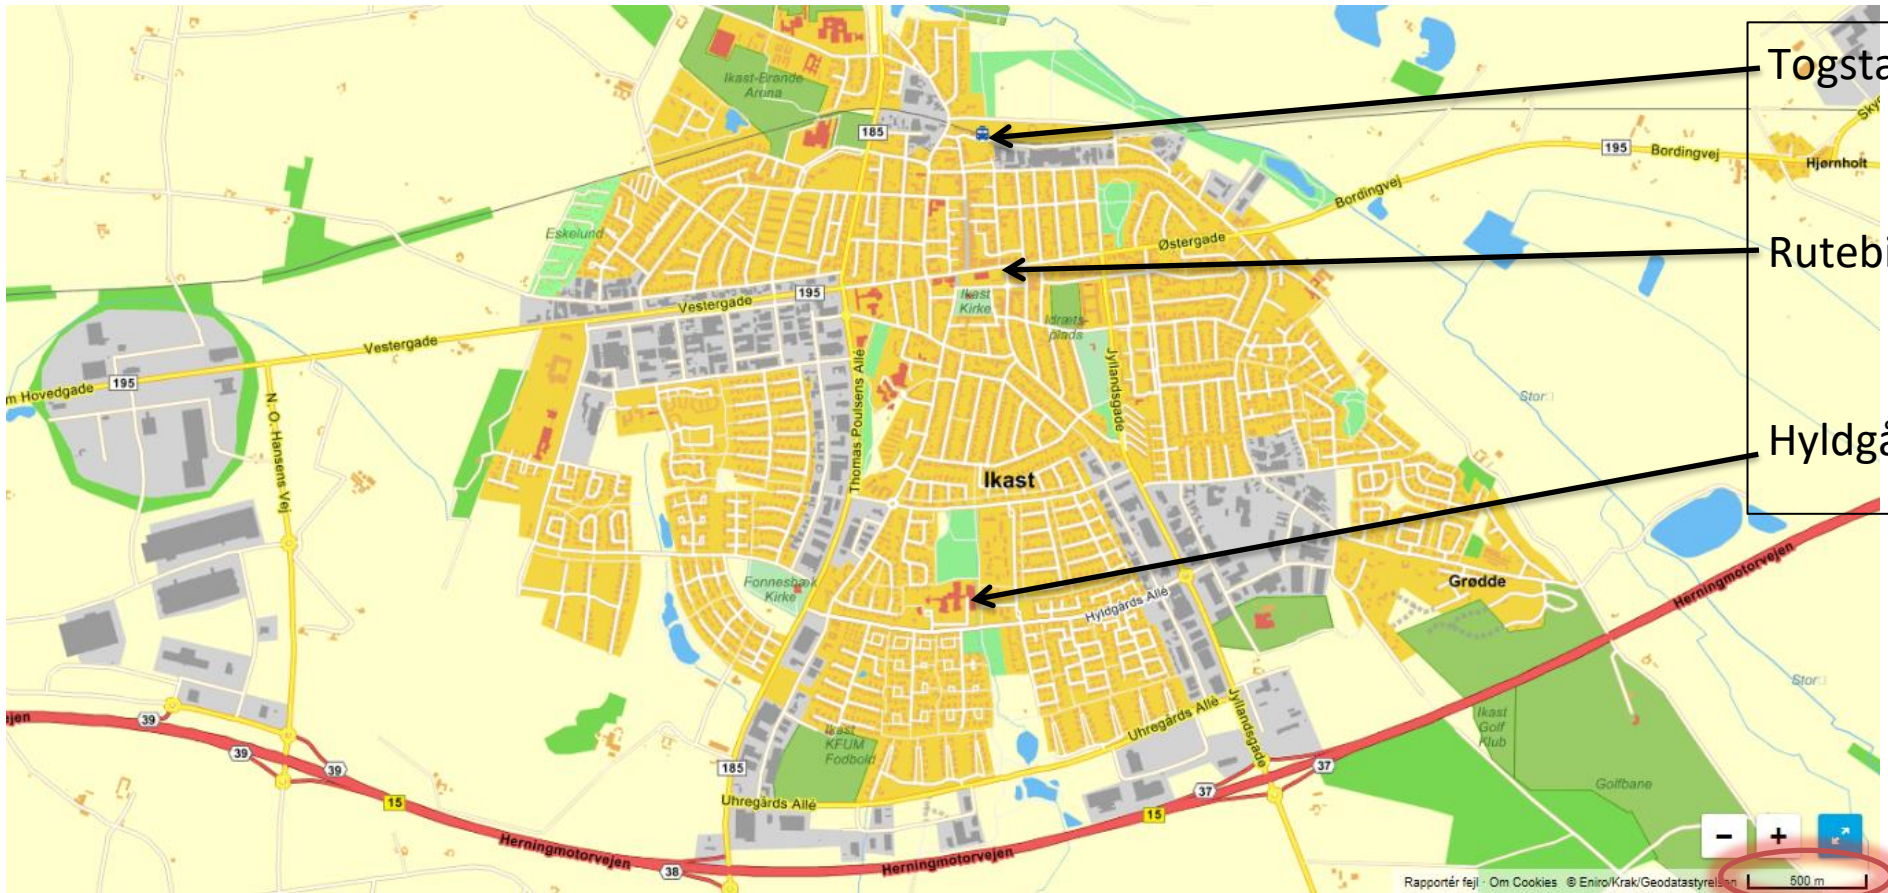 Ikast-Brande
Arena
185
Togsta
195
Bordingvej
Hjørnholt
Bordingvej
Eskelund
Østergade
Rutebi
Vestergade
195
Ikast
Kirke
Idræts-
plads
Vestergade
195
m Hovedgade
N. O. Hansens Vej
Thomas Poulsens Allé
Jyllandsgade
Stor
Hyldgå
Ikast
Fonnesbæk
Kirke
Hyldgårds Allé
Grødde
Herningmotorvejen
Stor
ejen
39
39
39
Ikast
KFUM
Fodbold
Uhregårds Allé
Jyllandsgade
Ikast
Golf
Klub
Golfbane
185
15
Uhregårds Allé
37
37
15
Herningmotorvejen
38
Herningmotorvejen
− +
Rapportér fejl · Om Cookies © Eniro/Krak/Geodatastyrelsen
500 m